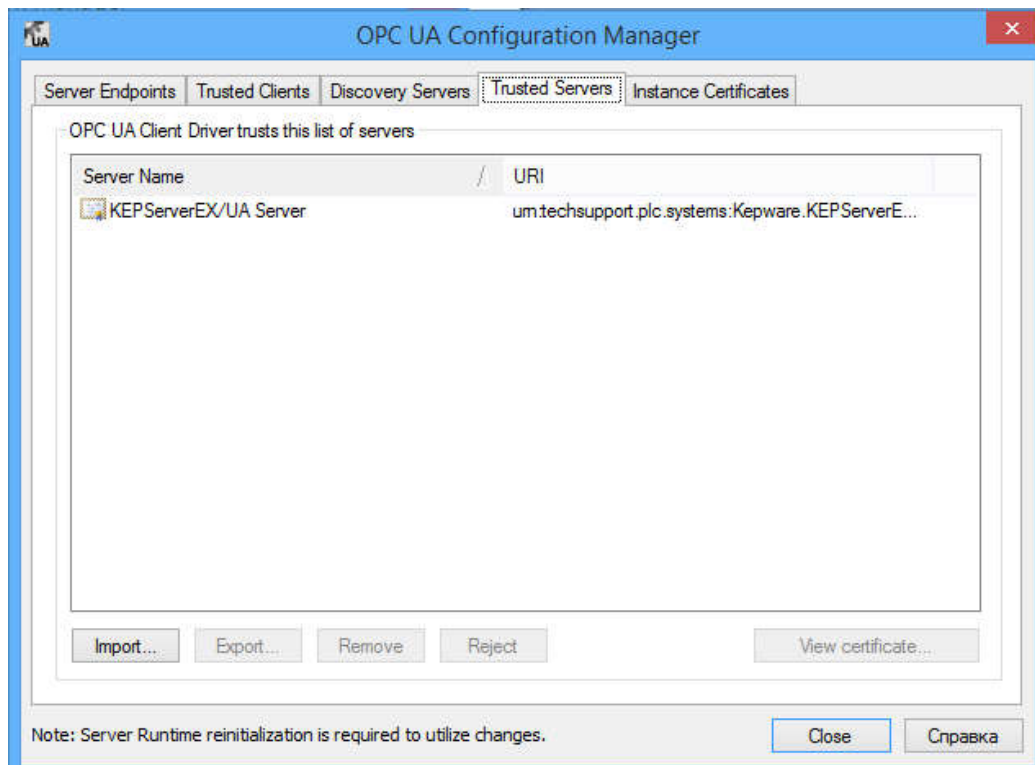 UA
OPC UA Configuration Manager
Server Endpoints Trusted Clients Discovery Servers Trusted Servers Instance Certificates
OPC UA Client Driver trusts this list of servers
Server Name / URI
KEPServerEX/UA Server urn:techsupport.plc.systems:Kepware.KEPServerE...
Import... Export... Remove Reject View certificate...
Note: Server Runtime reinitialization is required to utilize changes. Close Справка